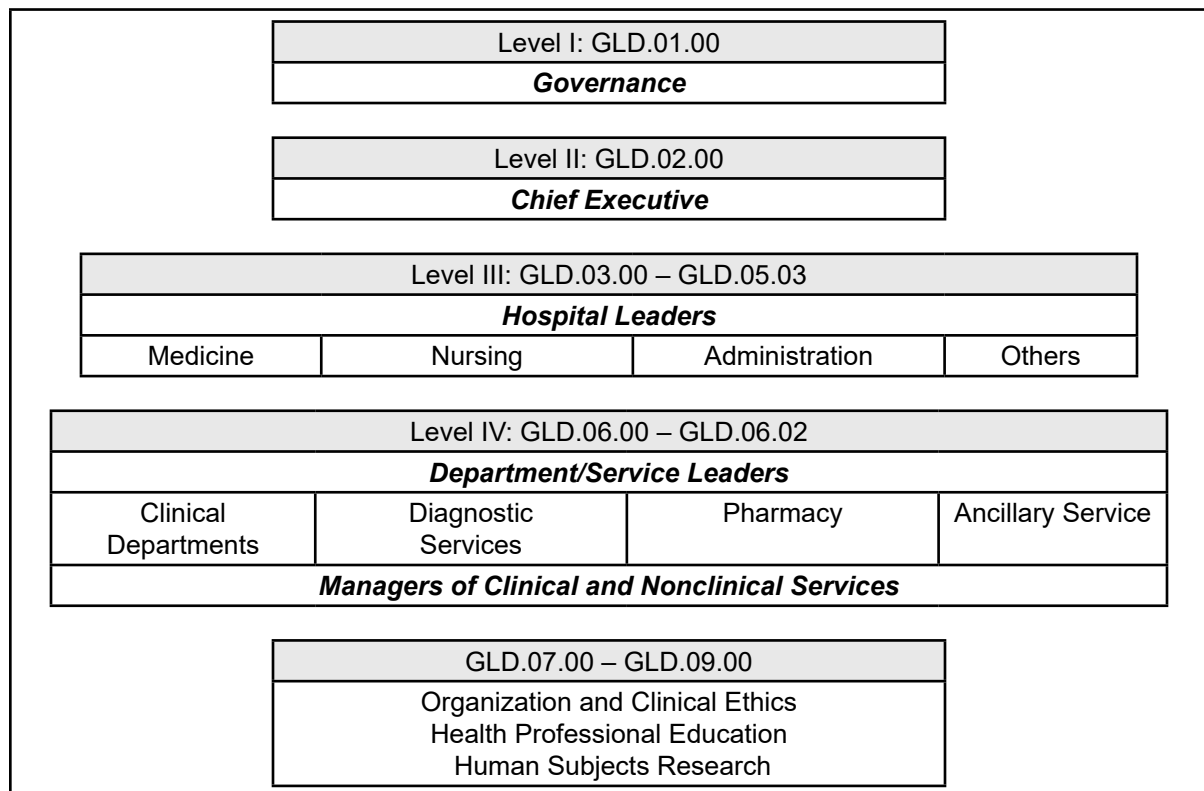 Level I: GLD.01.00
Governance
Level II: GLD.02.00
Chief Executive
Level III: GLD.03.00 – GLD.05.03
Hospital Leaders
Medicine Nursing Administration Others
Level IV: GLD.06.00 – GLD.06.02
Department/Service Leaders
Clinical Diagnostic Pharmacy Ancillary Service
Departments Services
Managers of Clinical and Nonclinical Services
GLD.07.00 – GLD.09.00
Organization and Clinical Ethics
Health Professional Education
Human Subjects Research